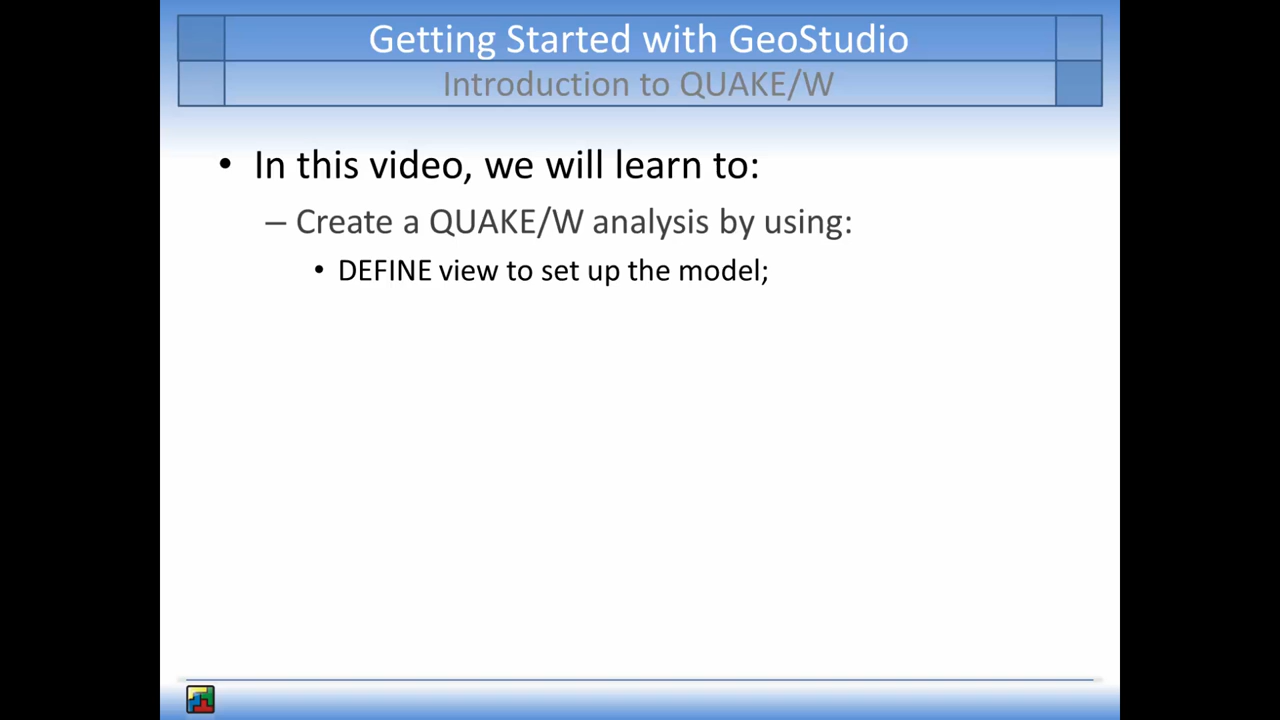 Getting Started with GeoStudio
Introduction to QUAKE/W
• In this video, we will learn to:
– Create a QUAKE/W analysis by using:
• DEFINE view to set up the model;